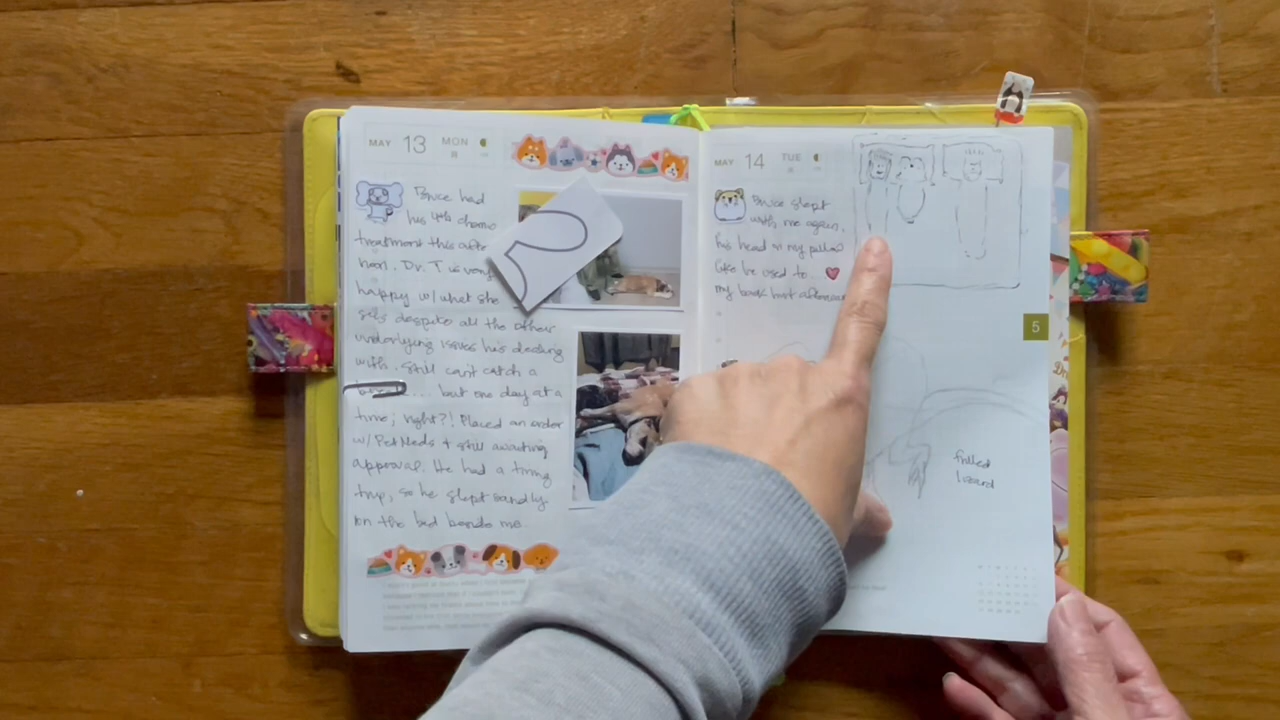 MAY 13 MON
Bruce had
his 4th chemo
treatment this after
noon. Dr. T is very
happy w/ what she
sees despite all the other
underlying issues he's dealing
with. Still can't catch a
... but one day at a
time, right?! Placed an order
w/ PetMeds + still awaiting
approval. He had a tiring
trip, so he slept soundly
on the bed beside me.
MAY 14 TUE
Bruce slept
with me again,
his head on my pillow
like he used to
my back hurt afterward
5
frilled
lizard